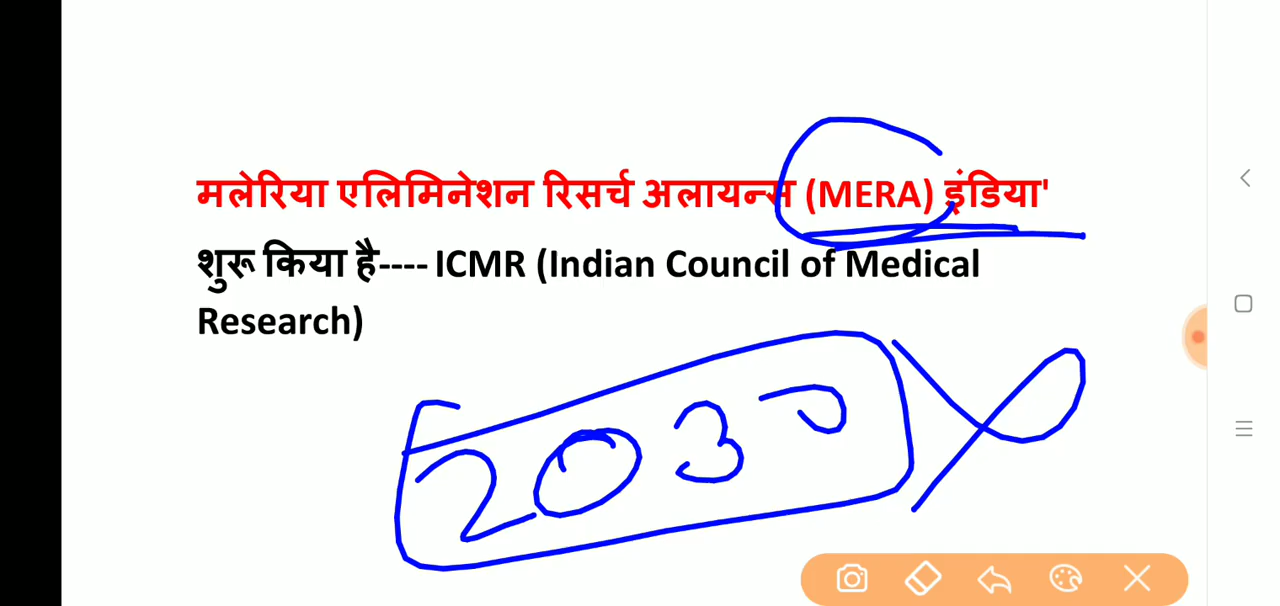 मलेरिया एलिमिनेशन रिसर्च अलायन्स (MERA) इंडिया'
शुरू किया है---- ICMR (Indian Council of Medical
Research)
2030